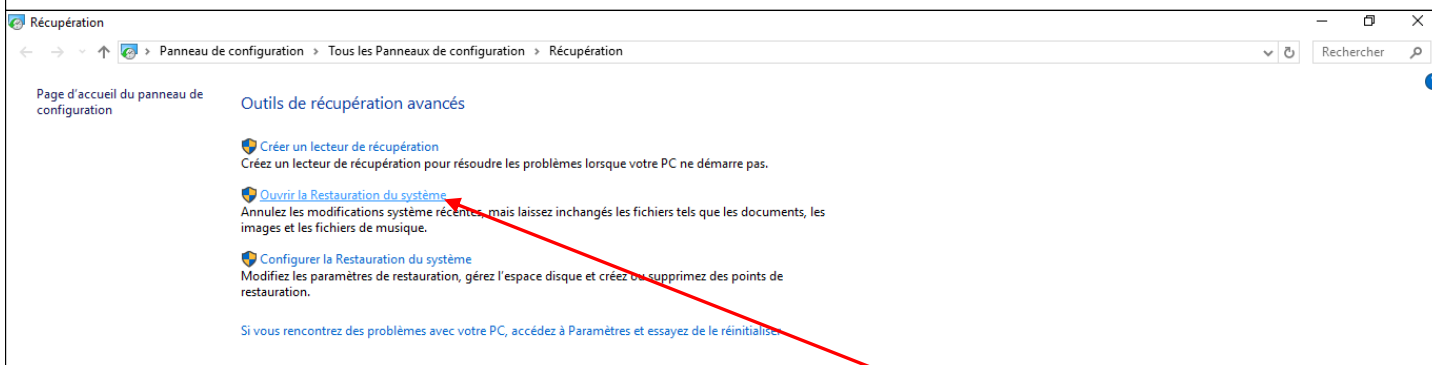 Récupération
Panneau de configuration > Tous les Panneaux de configuration > Récupération
Rechercher
Page d'accueil du panneau de
configuration
Outils de récupération avancés
Créer un lecteur de récupération
Créez un lecteur de récupération pour résoudre les problèmes lorsque votre PC ne démarre pas.
Ouvrir la Restauration du système
Annulez les modifications système récentes, mais laissez inchangés les fichiers tels que les documents, les
images et les fichiers de musique.
Configurer la Restauration du système
Modifiez les paramètres de restauration, gérez l'espace disque et créez ou supprimez des points de
restauration.
Si vous rencontrez des problèmes avec votre PC, accédez à Paramètres et essayez de le réinitialiser